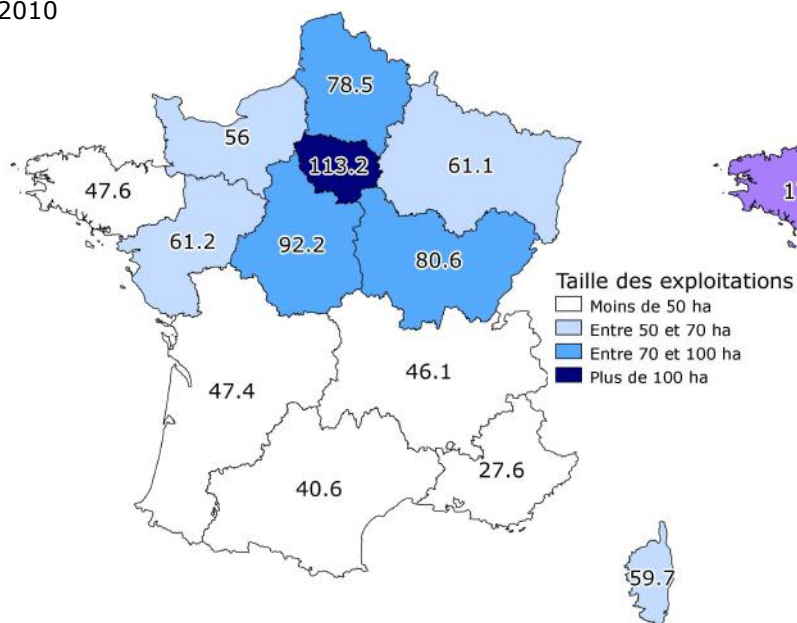 2010
78.5
56
113.2
61.1
47.6
61.2
92.2
80.6
Taille des exploitations
Moins de 50 ha
Entre 50 et 70 ha
Entre 70 et 100 ha
Plus de 100 ha
47.4
46.1
40.6
27.6
59.7